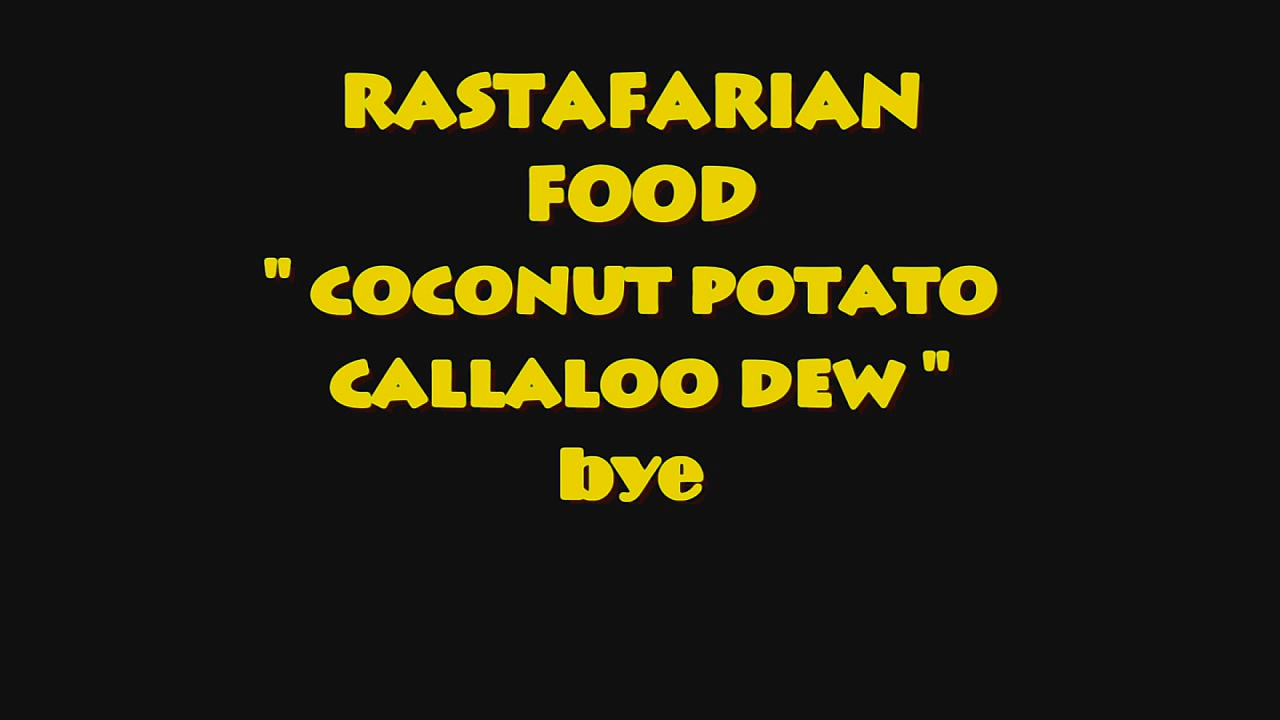 RASTAFARIAN
FOOD
" COCONUT POTATO
CALLALOO DEW "
bye